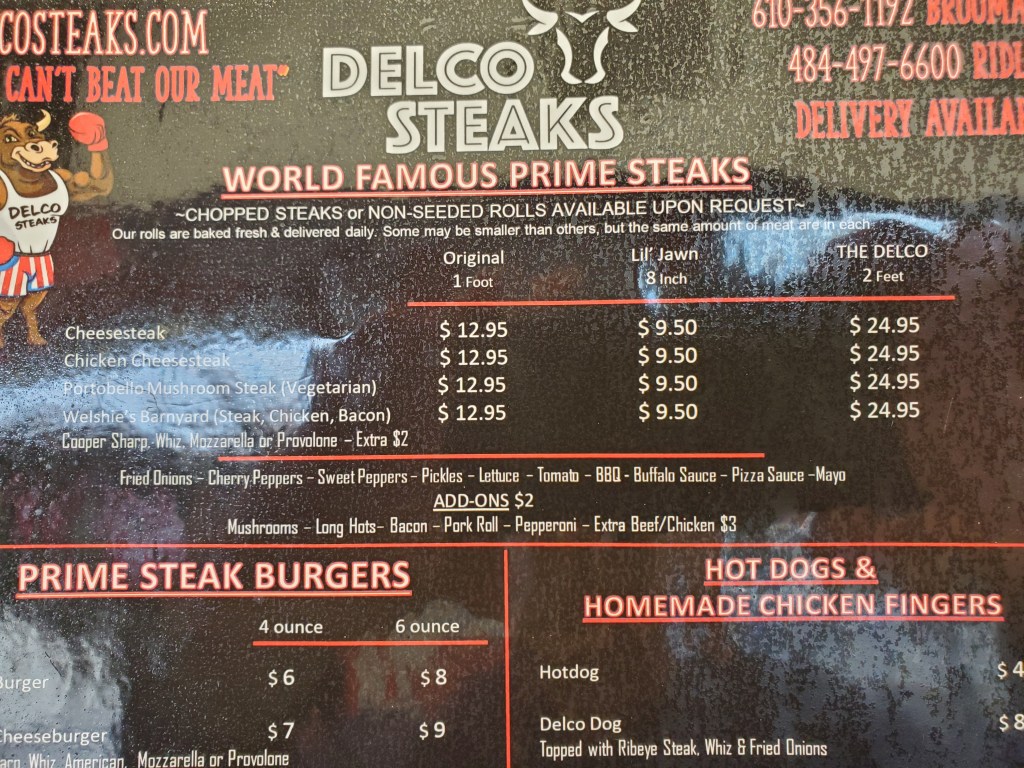 COSTEAKS.COM
CAN'T BEAT OUR MEAT"
DELCO
STEAKS
610-356-1192 BROOMA
484-497-6600 RIDL
DELIVERY AVAILA
DELCO
STEAKS
WORLD FAMOUS PRIME STEAKS
~CHOPPED STEAKS or NON-SEEDED ROLLS AVAILABLE UPON REQUEST~
Our rolls are baked fresh & delivered daily. Some may be smaller than others, but the same amount of meat are in each
Original Lil' Jawn THE DELCO
1 Foot 8 Inch 2 Feet
Cheesesteak $ 12.95 $ 9.50 $ 24.95
Chicken Cheesesteak $ 12.95 $ 9.50 $ 24.95
Portobello Mushroom Steak (Vegetarian) $ 12.95 $ 9.50 $ 24.95
Welshie's Barnyard (Steak, Chicken, Bacon) $ 12.95 $ 9.50 $ 24.95
Cooper Sharp, Whiz, Mozzarella or Provolone – Extra $2
Fried Onions – Cherry Peppers – Sweet Peppers – Pickles – Lettuce – Tomato – BBQ - Buffalo Sauce – Pizza Sauce –Mayo
ADD-ONS $2
Mushrooms – Long Hots– Bacon – Pork Roll – Pepperoni – Extra Beef/Chicken $3
PRIME STEAK BURGERS
4 ounce 6 ounce
Burger $ 6 $ 8
Cheeseburger $ 7 $ 9
arp, Whiz, American, Mozzarella or Provolone
HOT DOGS &
HOMEMADE CHICKEN FINGERS
Hotdog $ 4
Delco Dog $ 8
Topped with Ribeye Steak, Whiz & Fried Onions